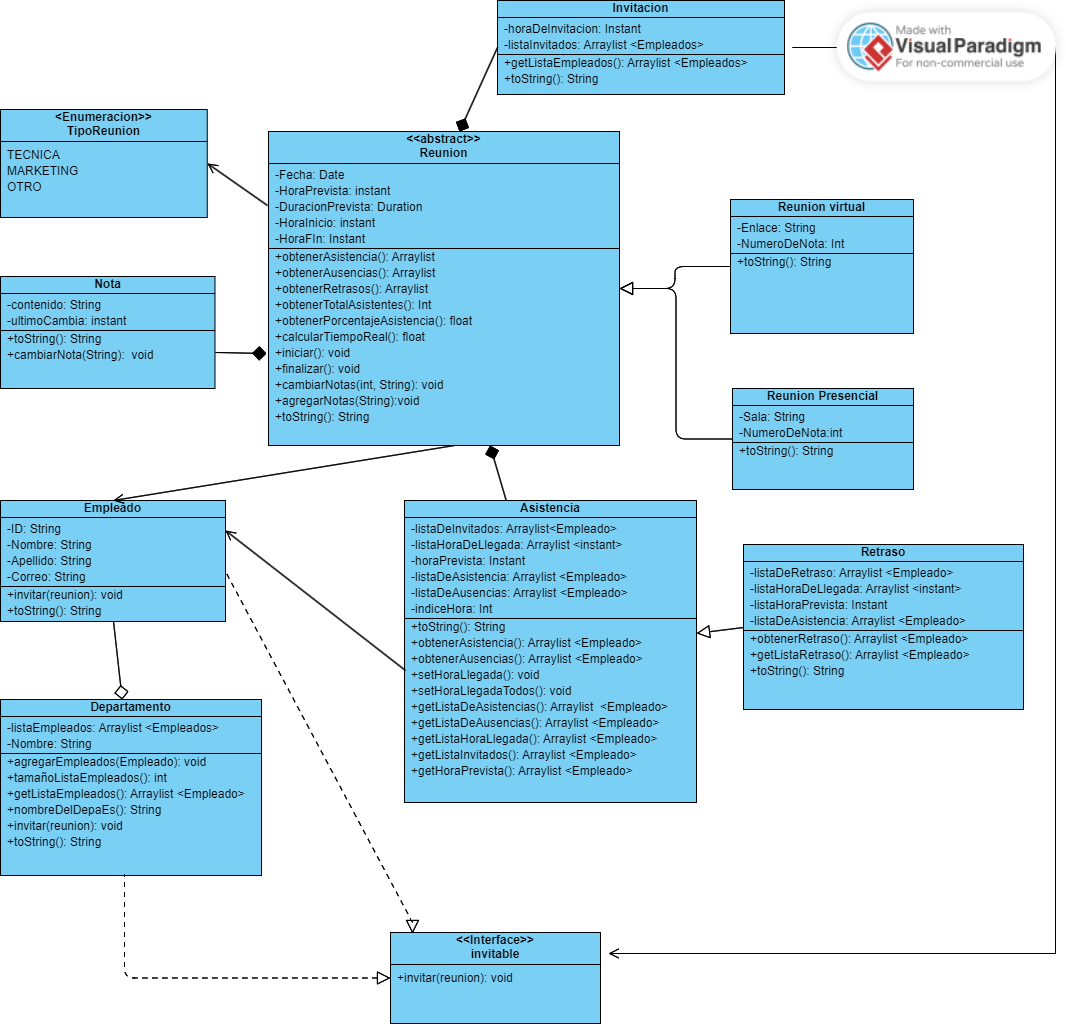 Invitacion
-horaDeInvitacion: Instant
-listaInvitados: Arraylist <Empleados>
+getListaEmpleados(): Arraylist <Empleados>
+toString(): String
Made with
VisualParadigm
For non-commercial use
<Enumeracion>>
TipoReunion
TECNICA
MARKETING
OTRO
<<abstract>>
Reunion
-Fecha: Date
-HoraPrevista: instant
-DuracionPrevista: Duration
-HoraInicio: instant
-HoraFIn: Instant
+obtenerAsistencia(): Arraylist
+obtenerAusencias(): Arraylist
+obtenerRetrasos(): Arraylist
+obtenerTotalAsistentes(): Int
+obtenerPorcentajeAsistencia(): float
+calcularTiempoReal(): float
+iniciar(): void
+finalizar(): void
+cambiarNotas(int, String): void
+agregarNotas(String):void
+toString(): String
Reunion virtual
-Enlace: String
-NumeroDeNota: Int
+toString(): String
Nota
-contenido: String
-ultimoCambia: instant
+toString(): String
+cambiarNota(String):  void
Reunion Presencial
-Sala: String
-NumeroDeNota:int
+toString(): String
Empleado
-ID: String
-Nombre: String
-Apellido: String
-Correo: String
+invitar(reunion): void
+toString(): String
Asistencia
-listaDeInvitados: Arraylist<Empleado>
-listaHoraDeLlegada: Arraylist <instant>
-horaPrevista: Instant
-listaDeAsistencia: Arraylist <Empleado>
-listaDeAusencias: Arraylist <Empleado>
-indiceHora: Int
+toString(): String
+obtenerAsistencia(): Arraylist <Empleado>
+obtenerAusencias(): Arraylist <Empleado>
+setHoraLlegada(): void
+setHoraLlegadaTodos(): void
+getListaDeAsistencias(): Arraylist  <Empleado>
+getListaDeAusencias(): Arraylist <Empleado>
+getListaHoraLlegada(): Arraylist <Empleado>
+getListaInvitados(): Arraylist <Empleado>
+getHoraPrevista(): Arraylist <Empleado>
Retraso
-listaDeRetraso: Arraylist <Empleado>
-listaHoraDeLlegada: Arraylist <instant>
-listaHoraPrevista: Instant
-listaDeAsistancia: Arraylist <Empleado>
+obtenerRetraso(): Arraylist <Empleado>
+getListaRetraso(): Arraylist <Empleado>
+toString(): String
Departamento
-listaEmpleados: Arraylist <Empleados>
-Nombre: String
+agregarEmpleados(Empleado): void
+tamañoListaEmpleados(): int
+getListaEmpleados(): Arraylist <Empleado>
+nombreDelDepaEs(): String
+invitar(reunion): void
+toString(): String
<<Interface>>
invitable
+invitar(reunion): void